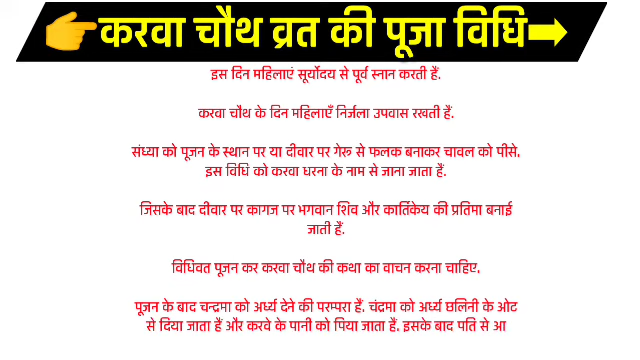 👉करवा चौथ व्रत की पूजा विधि➡
इस दिन महिलाएं सूर्योदय से पूर्व स्नान करती हैं.
करवा चौथ के दिन महिलाएँ निर्जला उपवास रखती हैं.
संध्या को पूजन के स्थान पर या दीवार पर गेरू से फलक बनाकर चावल को पीसे,
इस विधि को करवा धरना के नाम से जाना जाता हैं.
जिसके बाद दीवार पर कागज पर भगवान शिव और कार्तिकेय की प्रतिमा बनाई
जाती हैं.
विधिवत पूजन कर करवा चौथ की कथा का वाचन करना चाहिए,
पूजन के बाद चन्द्रमा को अर्ध्य देने की परम्परा हैं, चंद्रमा को अर्ध्य छलिनी के ओट
से दिया जाता हैं और करवे के पानी को पिया जाता हैं, इसके बाद पति से आ